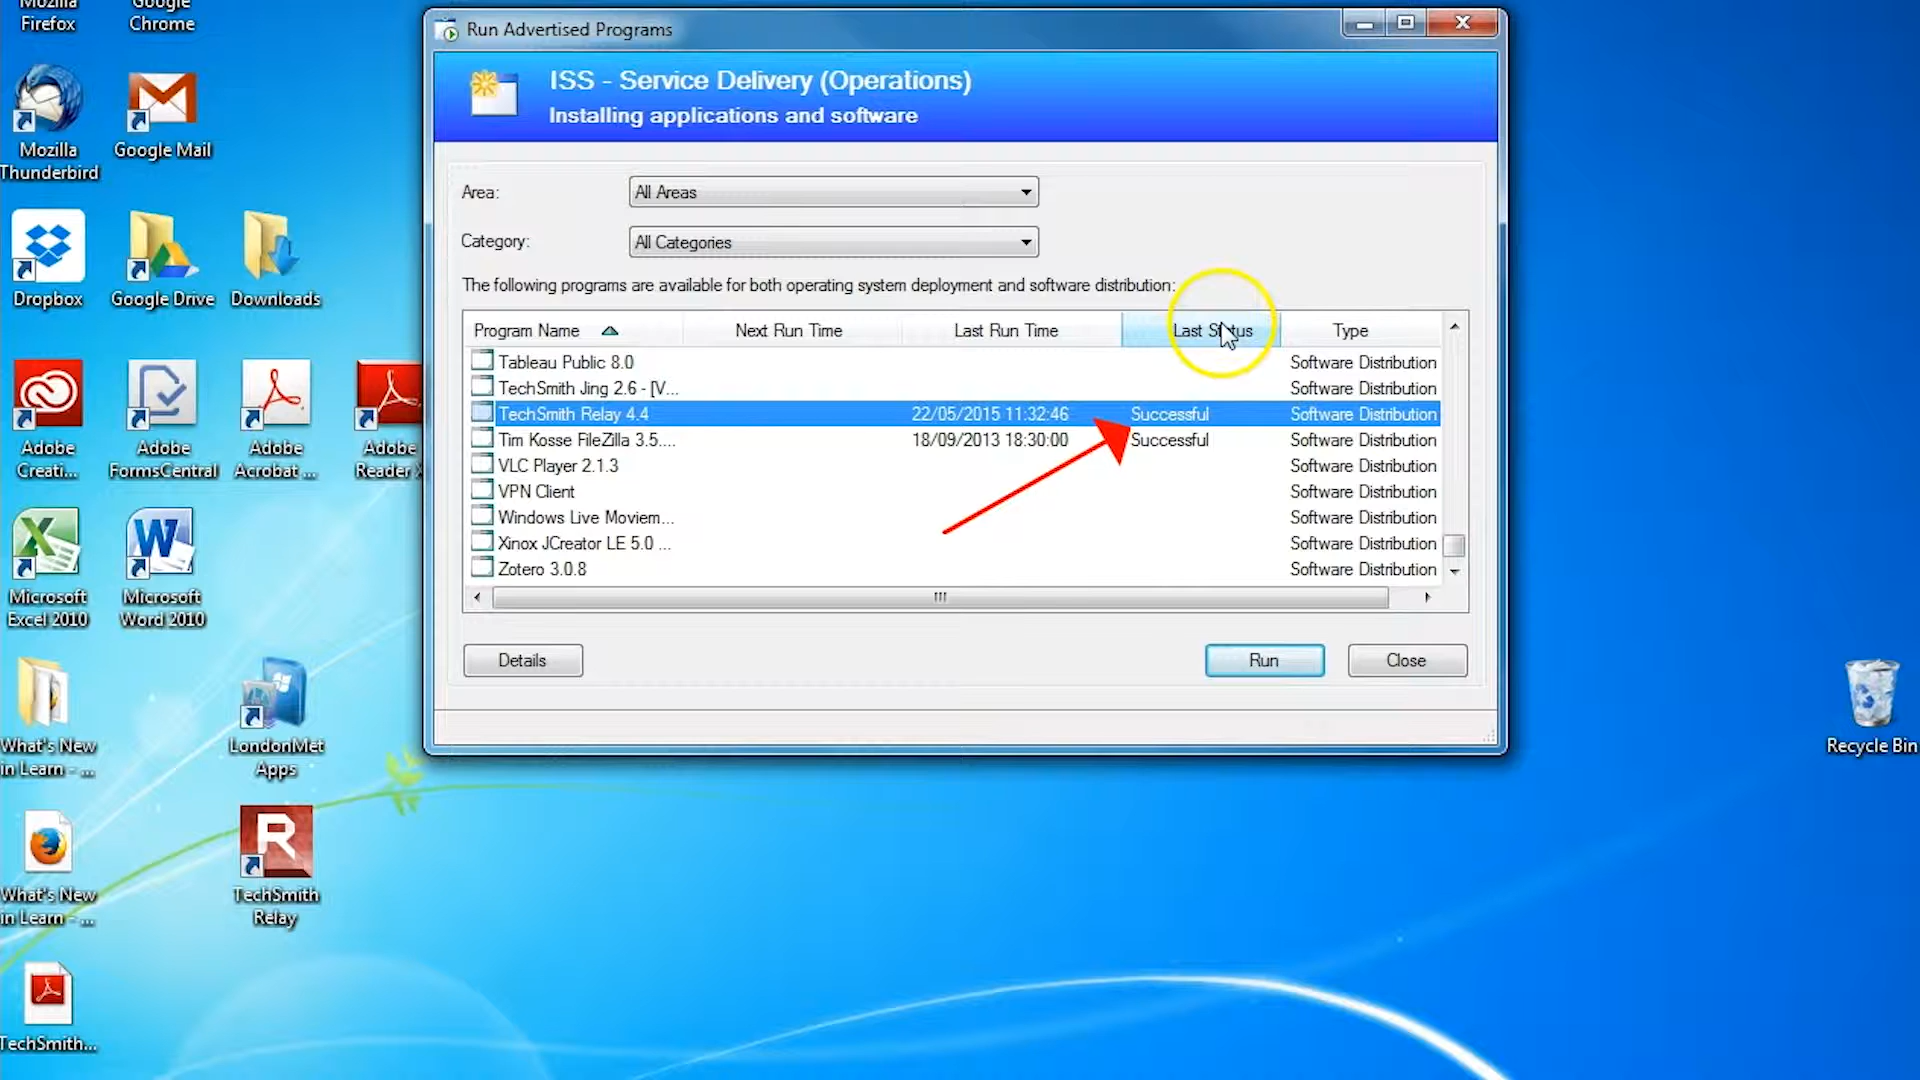 Mozilla
Firefox
Google
Chrome
Mozilla
Thunderbird
Google Mail
Dropbox
Google Drive
Downloads
Adobe
Creati...
Adobe
FormsCentral
Adobe
Acrobat ...
Adobe
Reader X
Microsoft
Excel 2010
Microsoft
Word 2010
What's New
in Learn - ...
LondonMet
Apps
What's New
in Learn - ...
TechSmith
Relay
TechSmith...
Recycle Bin
Run Advertised Programs
ISS - Service Delivery (Operations)
Installing applications and software
Area: All Areas
Category: All Categories
The following programs are available for both operating system deployment and software distribution:
Program Name Next Run Time Last Run Time Last Status Type
Tableau Public 8.0 Software Distribution
TechSmith Jing 2.6 - [V... Software Distribution
TechSmith Relay 4.4 22/05/2015 11:32:46 Successful Software Distribution
Tim Kosse FileZilla 3.5.... 18/09/2013 18:30:00 Successful Software Distribution
VLC Player 2.1.3 Software Distribution
VPN Client Software Distribution
Windows Live Moviem... Software Distribution
Xinox JCreator LE 5.0 ... Software Distribution
Zotero 3.0.8 Software Distribution
Details Run Close